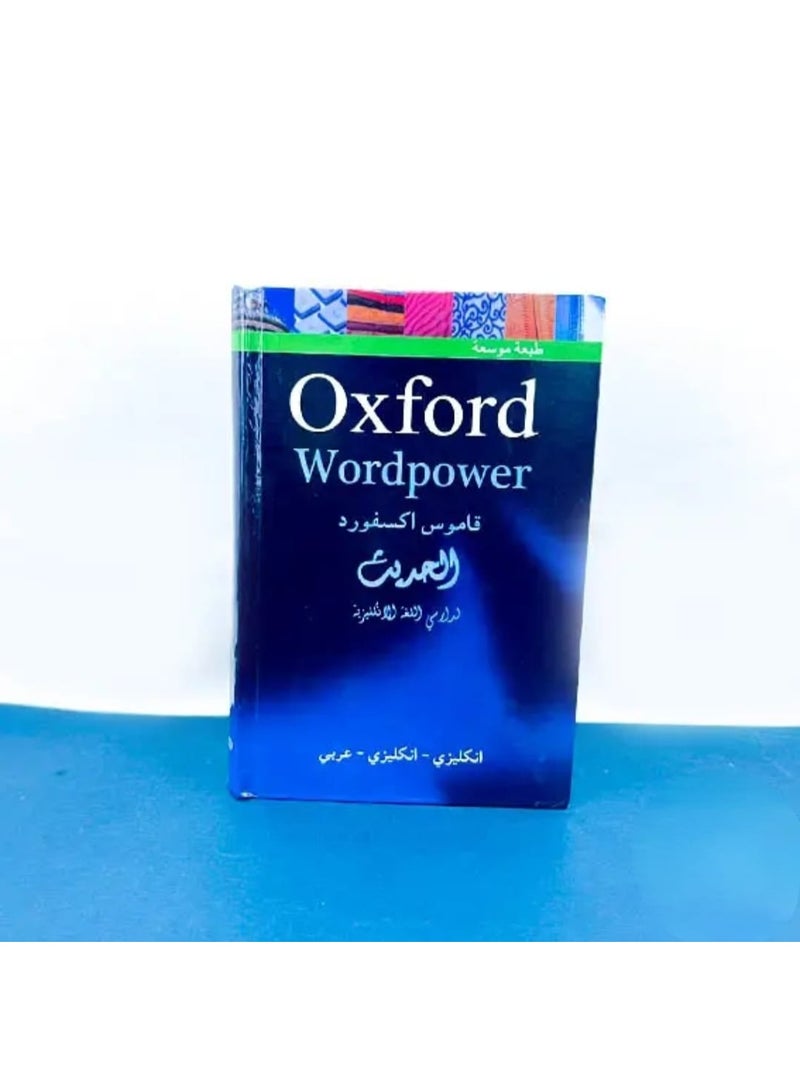 طبعة موسعة
Oxford
Wordpower
قاموس اكسفورد
الحديث
لدارسي اللغة الانكليزية
انكليزي - انكليزي - عربي